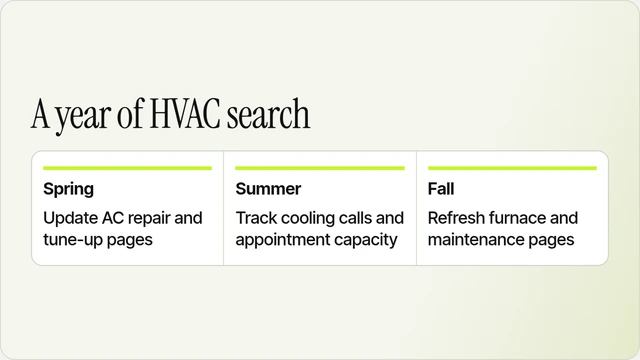 A year of HVAC search
Spring
Update AC repair and
tune-up pages
Summer
Track cooling calls and
appointment capacity
Fall
Refresh furnace and
maintenance pages